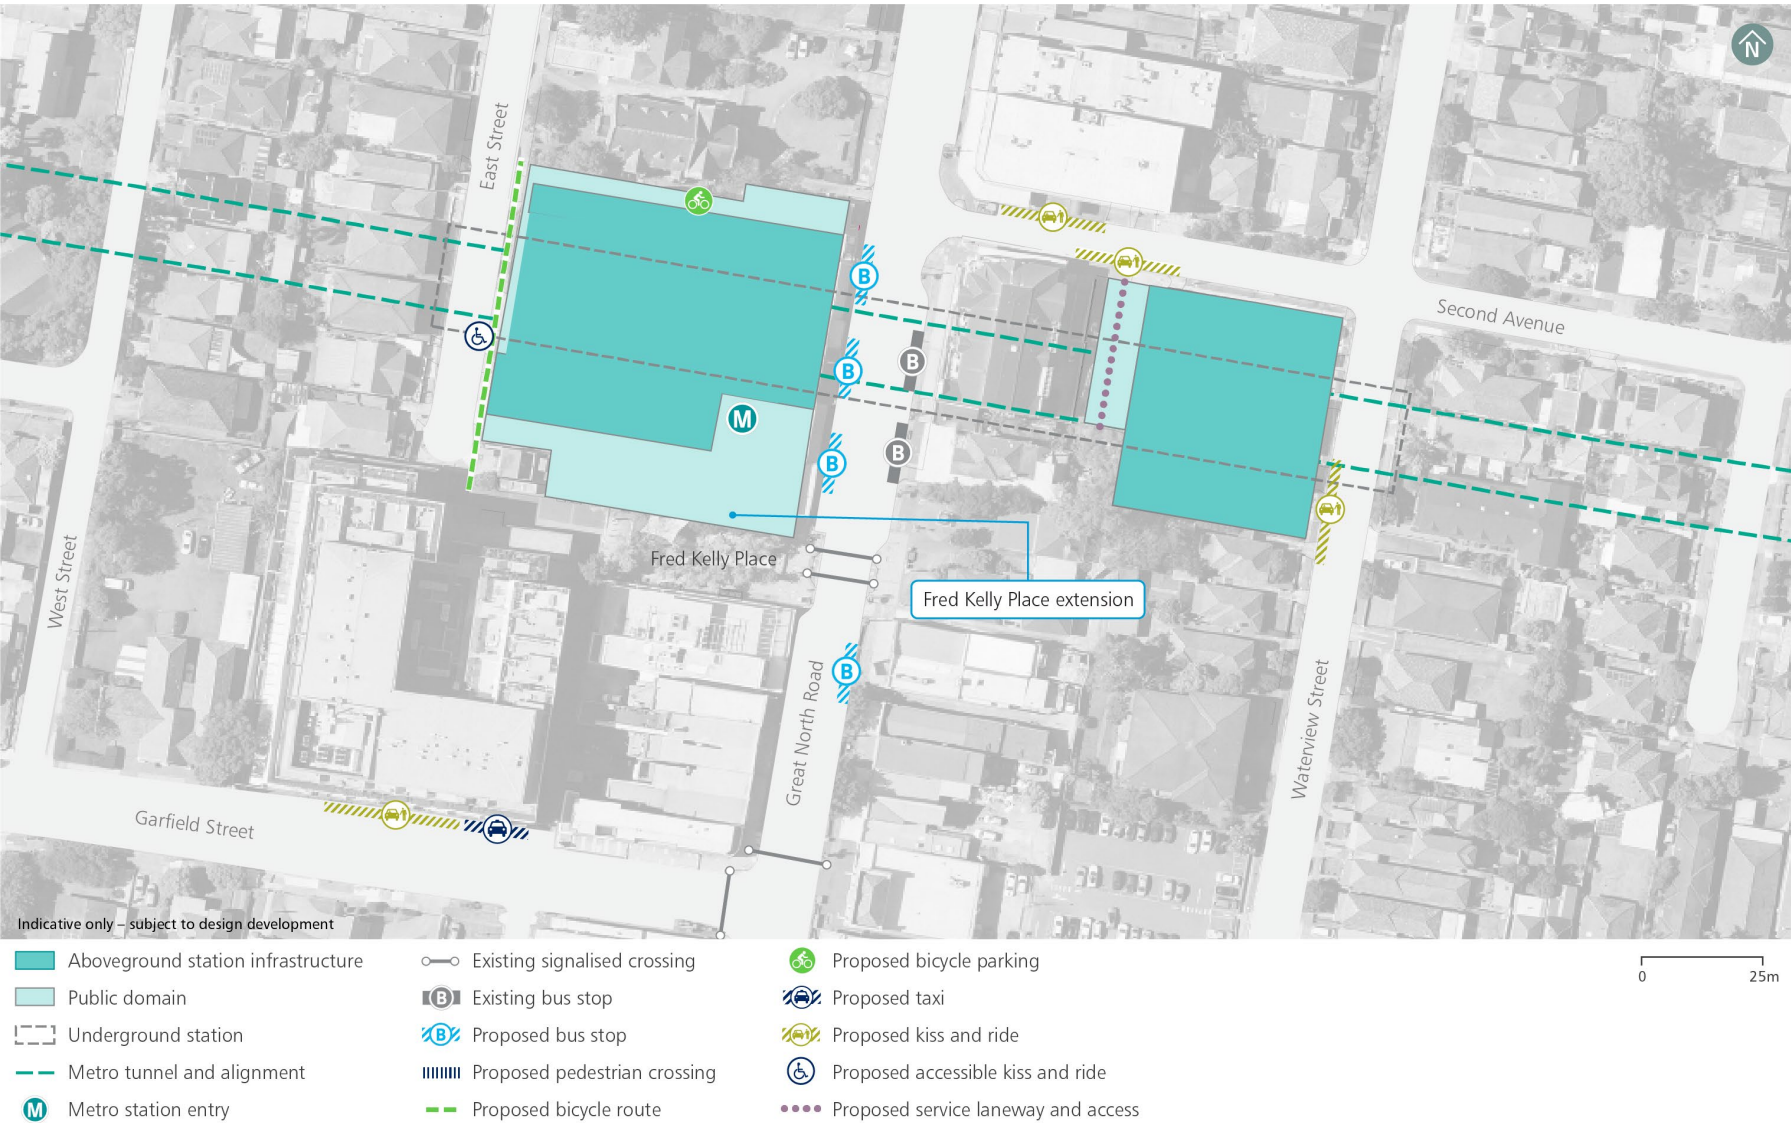 N
East Street
B
Second Avenue
B
B
M
B
B
West Street
Fred Kelly Place
Fred Kelly Place extension
B
Great North Road
Waterview Street
Garfield Street
Indicative only – subject to design development
Aboveground station infrastructure
Public domain
Underground station
Metro tunnel and alignment
M Metro station entry
Existing signalised crossing
B Existing bus stop
B Proposed bus stop
Proposed pedestrian crossing
Proposed bicycle route
Proposed bicycle parking
Proposed taxi
Proposed kiss and ride
Proposed accessible kiss and ride
Proposed service laneway and access
0 25m